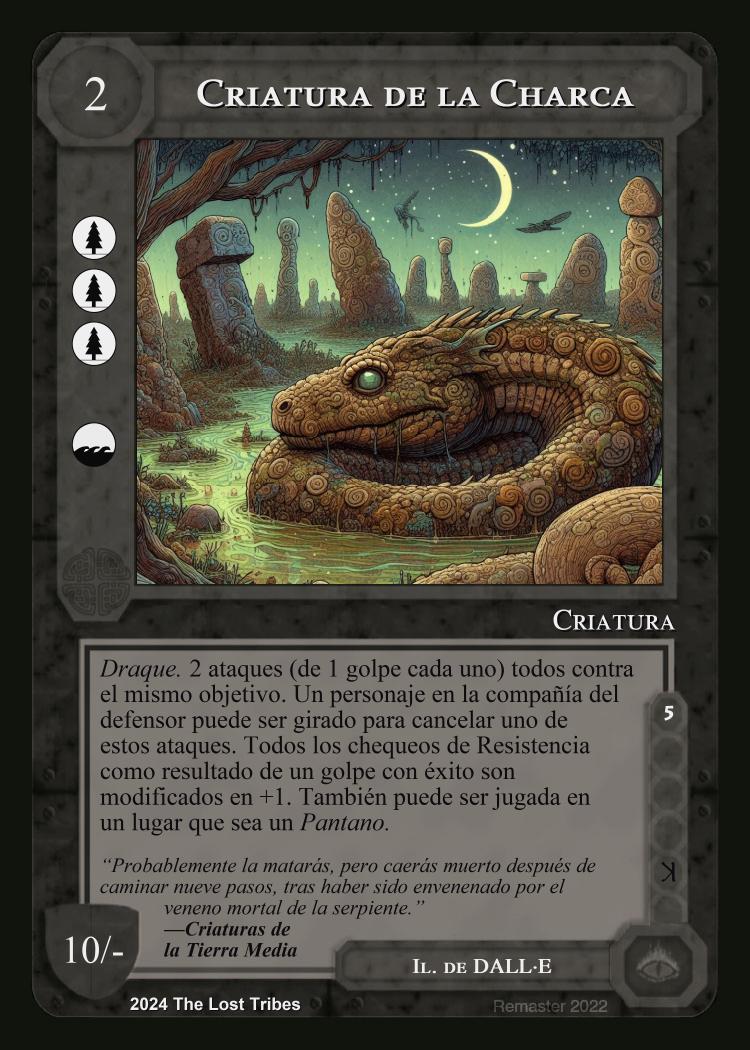 2
Criatura de la Charca
Criatura
Draque. 2 ataques (de 1 golpe cada uno) todos contra
el mismo objetivo. Un personaje en la compañía del
defensor puede ser girado para cancelar uno de
estos ataques. Todos los chequeos de Resistencia
como resultado de un golpe con éxito son
modificados en +1. También puede ser jugada en
un lugar que sea un Pantano.
5
“Probablemente la matarás, pero caerás muerto después de
caminar nueve pasos, tras haber sido envenenado por el
veneno mortal de la serpiente.”
—Criaturas de
la Tierra Media
10/-
Il. de DALL·E
2024 The Lost Tribes
Remaster 2022